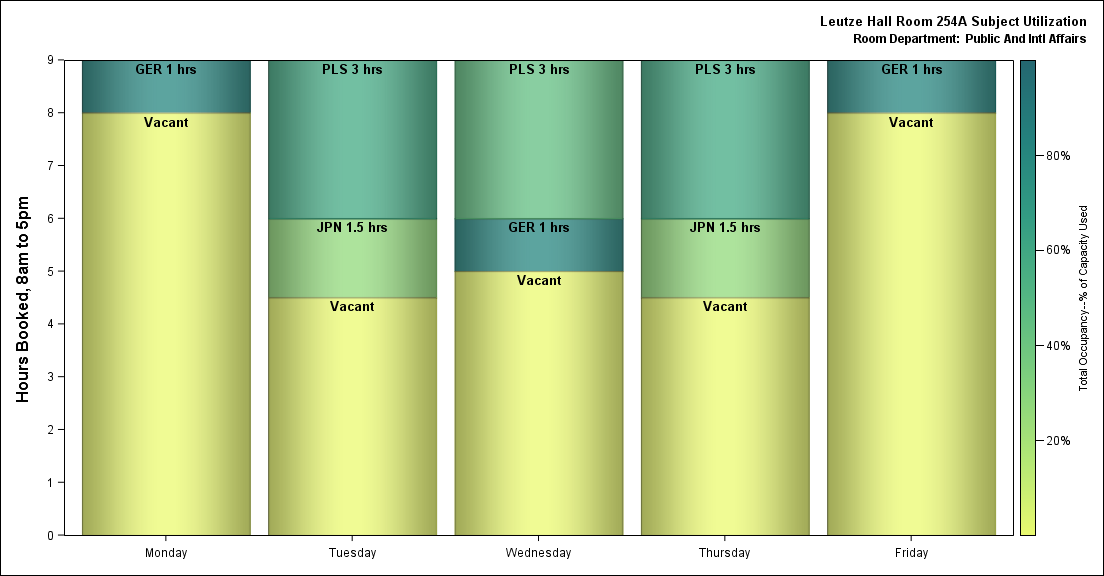 Leutze Hall Room 254A Subject Utilization
Room Department: Public And Intl Affairs
Hours Booked, 8am to 5pm
9
8
7
6
5
4
3
2
1
0
GER 1 hrs
Vacant
PLS 3 hrs
JPN 1.5 hrs
Vacant
PLS 3 hrs
GER 1 hrs
Vacant
PLS 3 hrs
JPN 1.5 hrs
Vacant
GER 1 hrs
Vacant
Monday
Tuesday
Wednesday
Thursday
Friday
80%
60%
40%
20%
Total Occupancy--% of Capacity Used